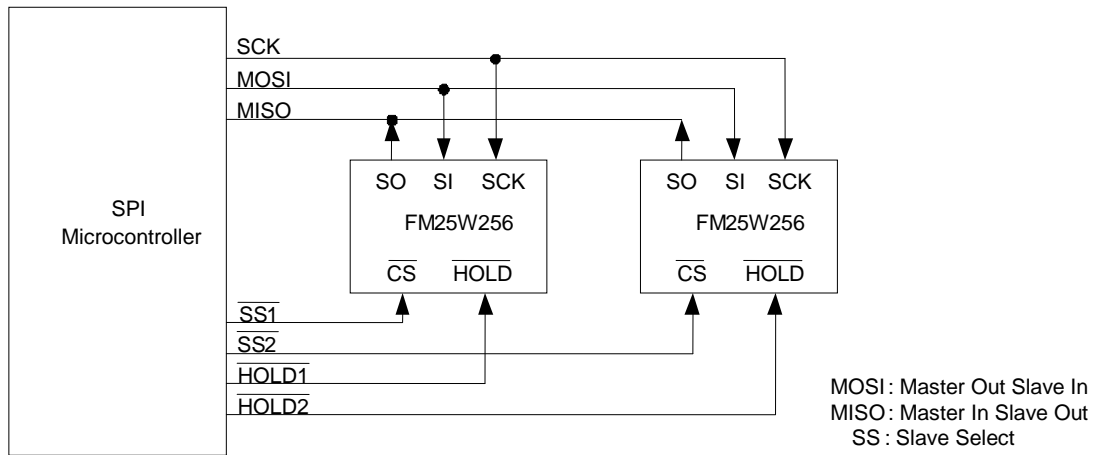 SCK
MOSI
MISO
SO SI SCK
FM25W256
CS HOLD
SO SI SCK
FM25W256
CS HOLD
SPI
Microcontroller
SS1
SS2
HOLD1
HOLD2
MOSI : Master Out Slave In
MISO : Master In Slave Out
SS : Slave Select